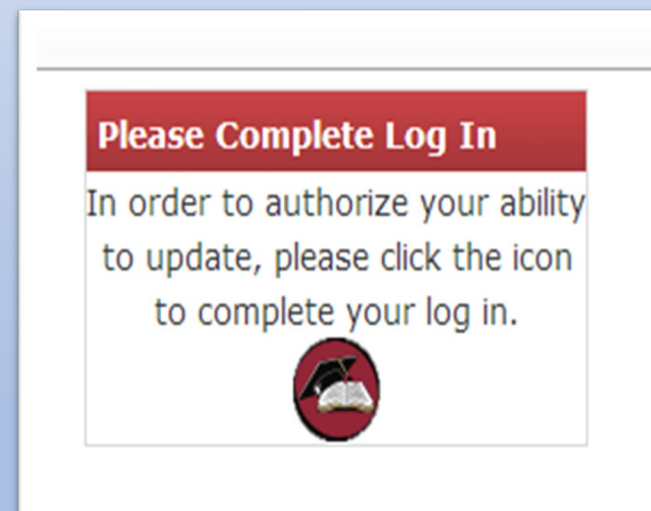 Please Complete Log In
In order to authorize your ability
to update, please click the icon
to complete your log in.